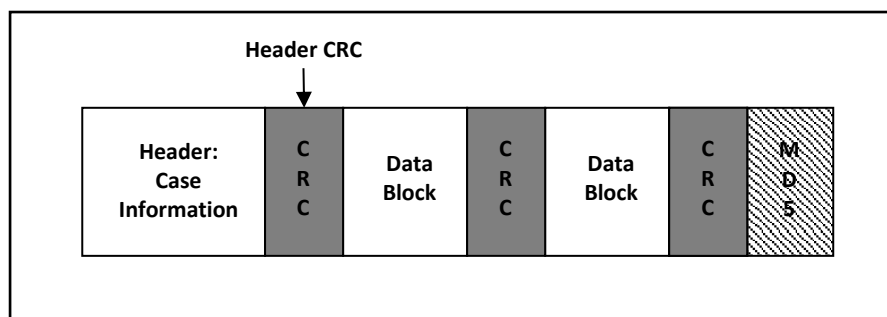 Header CRC
Header:
Case
Information
C
R
C
Data
Block
C
R
C
Data
Block
C
R
C
M
D
5